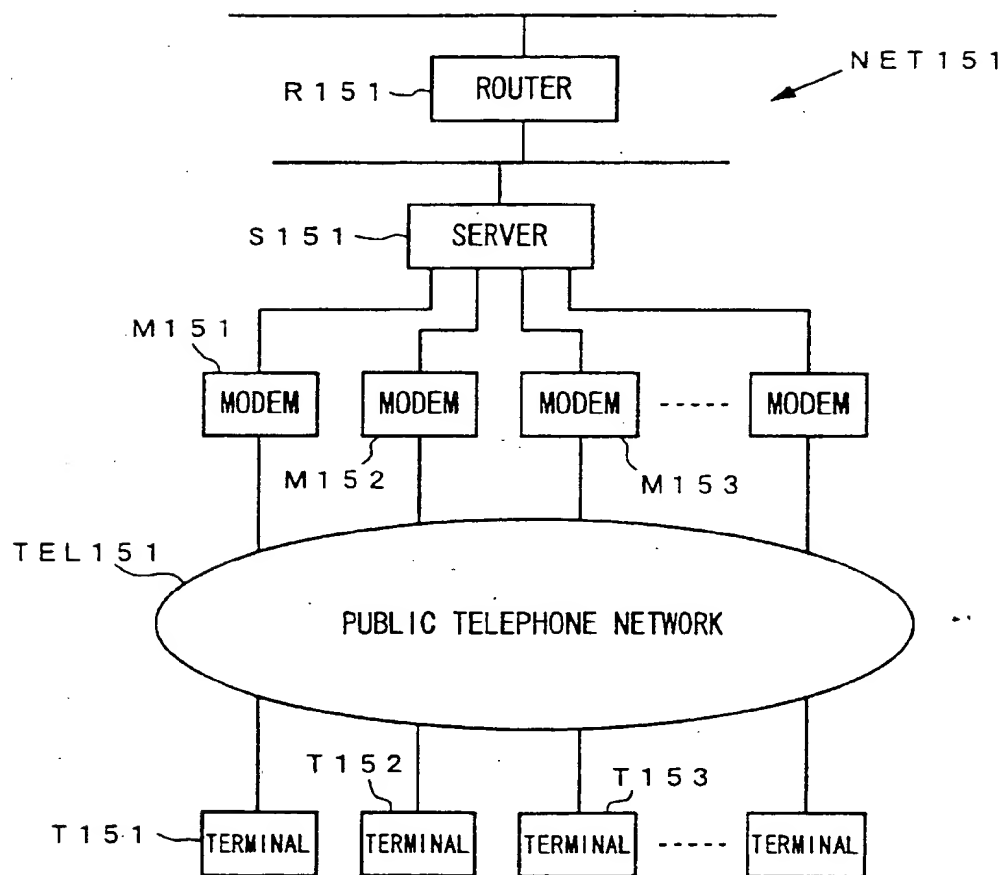 NET151
R151
ROUTER
S151
SERVER
M151
MODEM MODEM MODEM ----- MODEM
M152
M153
TEL151
PUBLIC TELEPHONE NETWORK
T152
T153
T151
TERMINAL TERMINAL TERMINAL ----- TERMINAL